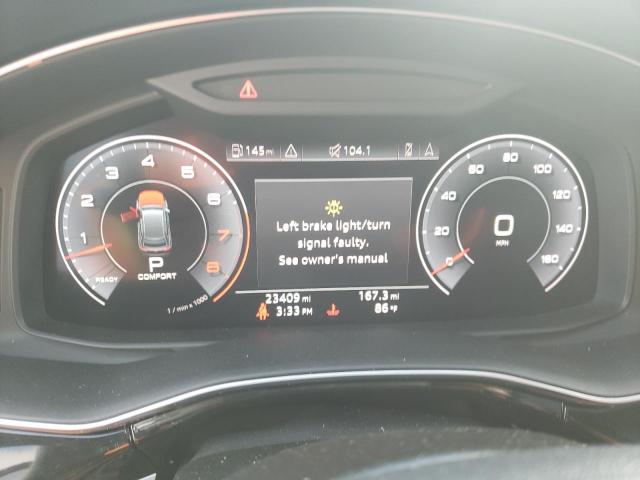 145 mi 104.1
1 2 3 4 5 6 7 8
READY
P
COMFORT
1 / min x 1000
Left brake light/turn
signal faulty.
See owner's manual
0 20 40 60 80 100 120 140 160
0
MPH
23409 mi 167.3 mi
3:33 PM 86 °F